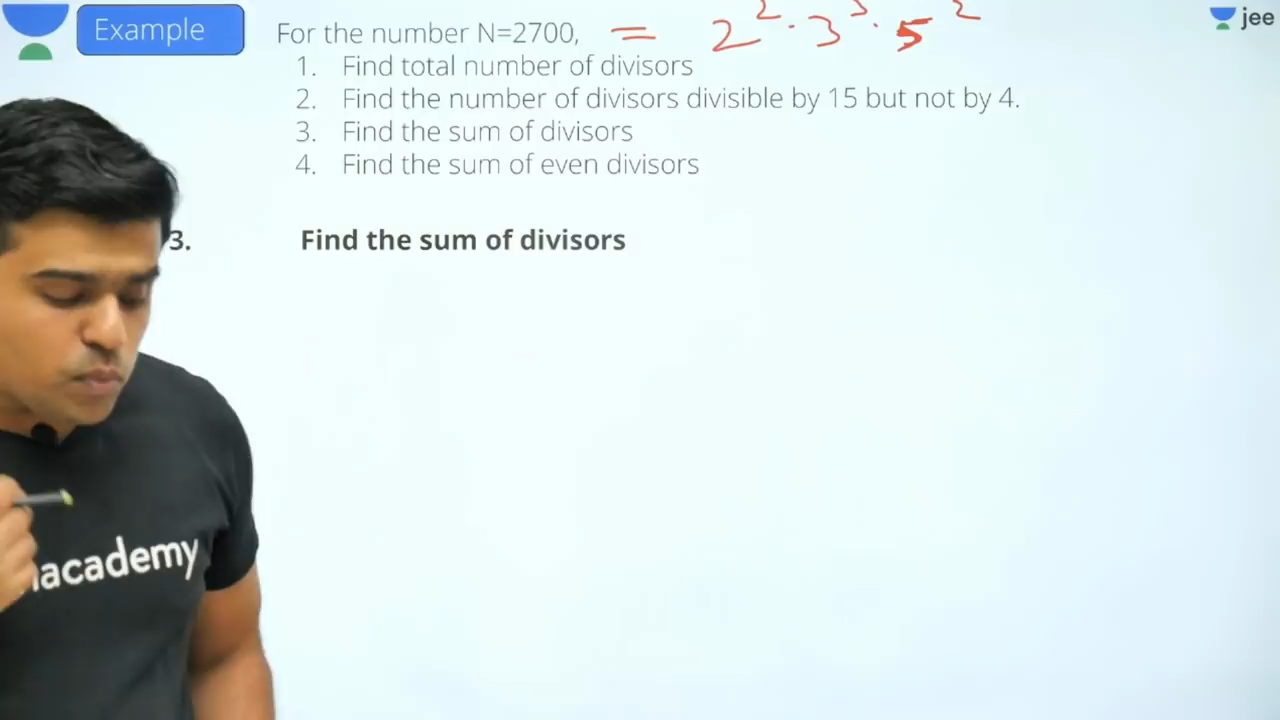 Example
For the number N=2700, = 2² · 3³ · 5²
1. Find total number of divisors
2. Find the number of divisors divisible by 15 but not by 4.
3. Find the sum of divisors
4. Find the sum of even divisors
3. Find the sum of divisors
jee
nacademy